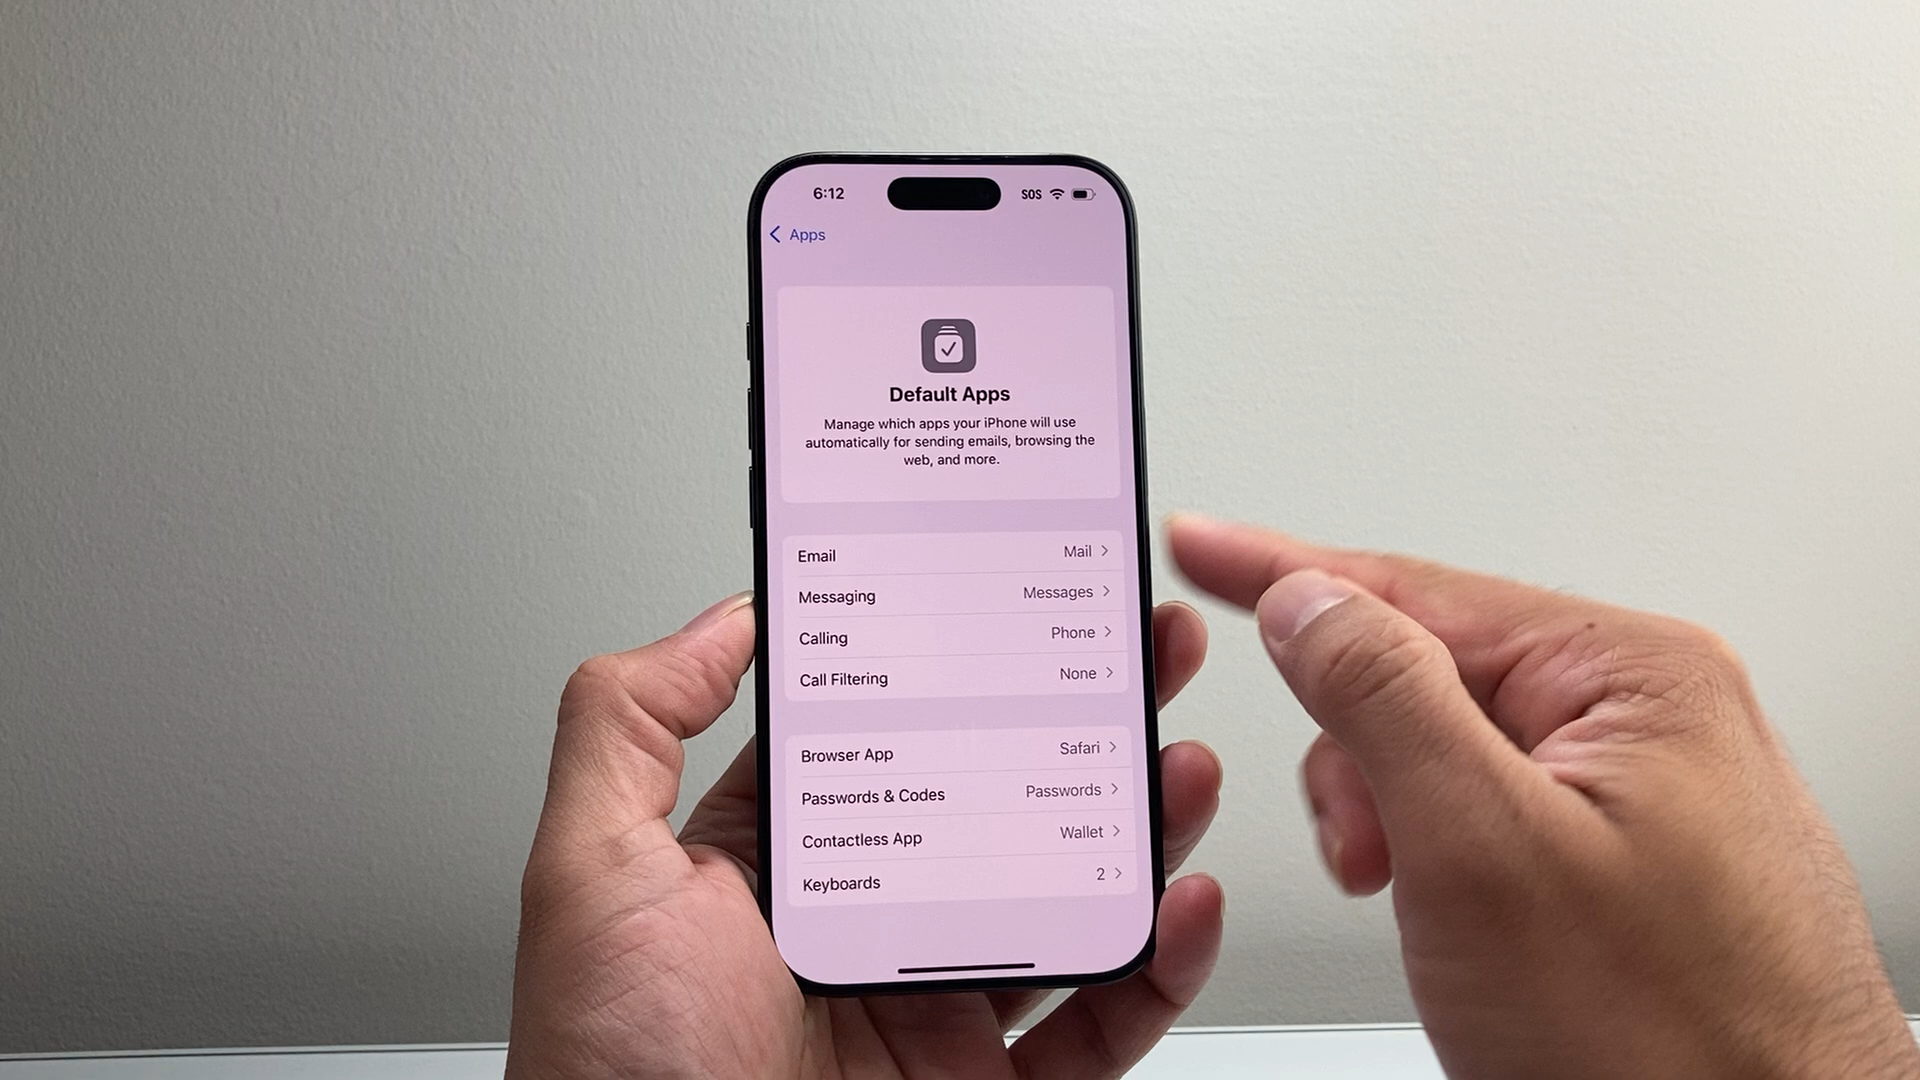 6:12
SOS
Apps
Default Apps
Manage which apps your iPhone will use
automatically for sending emails, browsing the
web, and more.
Email Mail
Messaging Messages
Calling Phone
Call Filtering None
Browser App Safari
Passwords & Codes Passwords
Contactless App Wallet
Keyboards 2